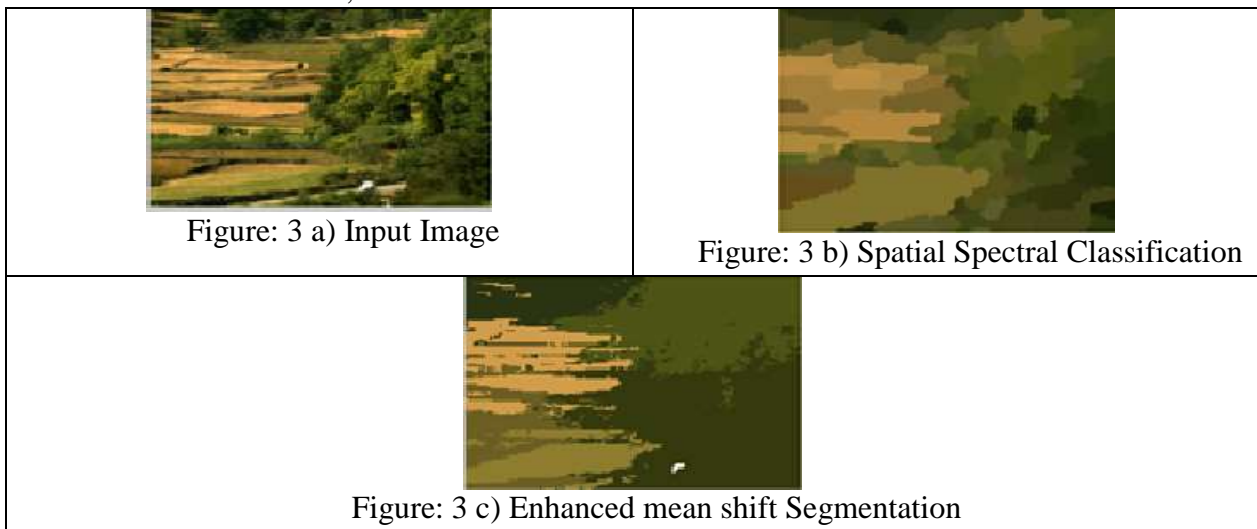 Figure: 3 a) Input Image
Figure: 3 b) Spatial Spectral Classification
Figure: 3 c) Enhanced mean shift Segmentation